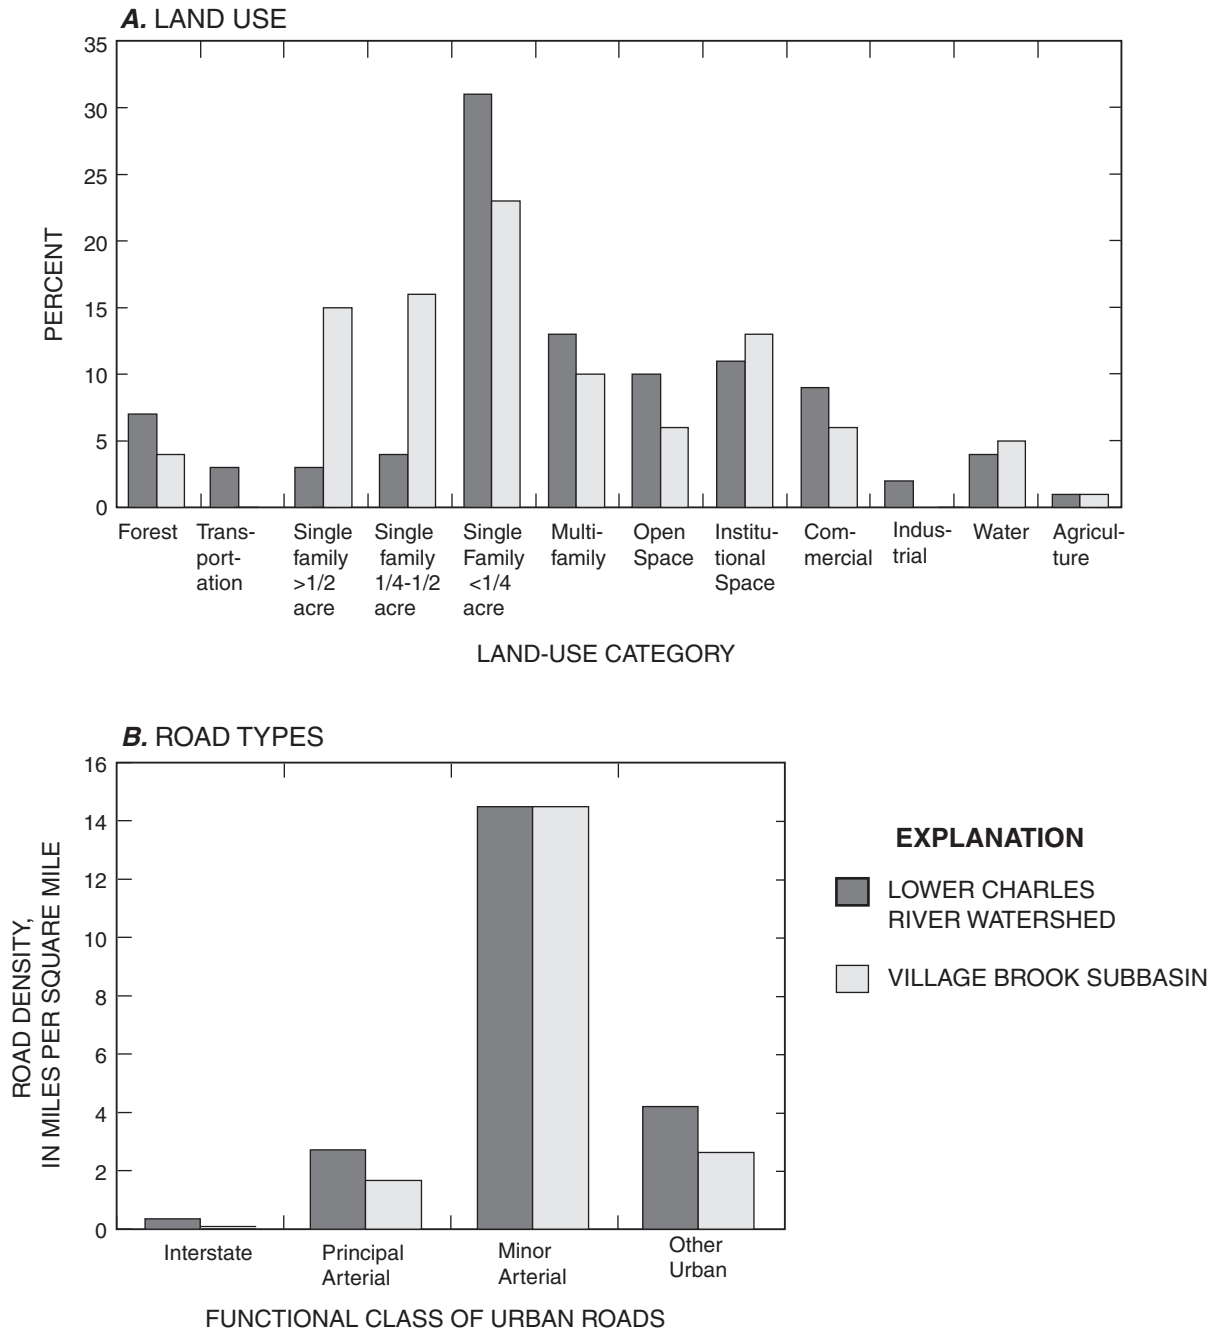 A. LAND USE
35
30
25
20
15
10
5
0
PERCENT
Forest
Trans-
port-
ation
Single
family
>1/2
acre
Single
family
1/4-1/2
acre
Single
Family
<1/4
acre
Multi-
family
Open
Space
Institu-
tional
Space
Com-
mercial
Indus-
trial
Water
Agricul-
ture
LAND-USE CATEGORY
B. ROAD TYPES
16
14
12
10
8
6
4
2
0
ROAD DENSITY,
IN MILES PER SQUARE MILE
Interstate
Principal
Arterial
Minor
Arterial
Other
Urban
FUNCTIONAL CLASS OF URBAN ROADS
EXPLANATION
LOWER CHARLES
RIVER WATERSHED
VILLAGE BROOK SUBBASIN